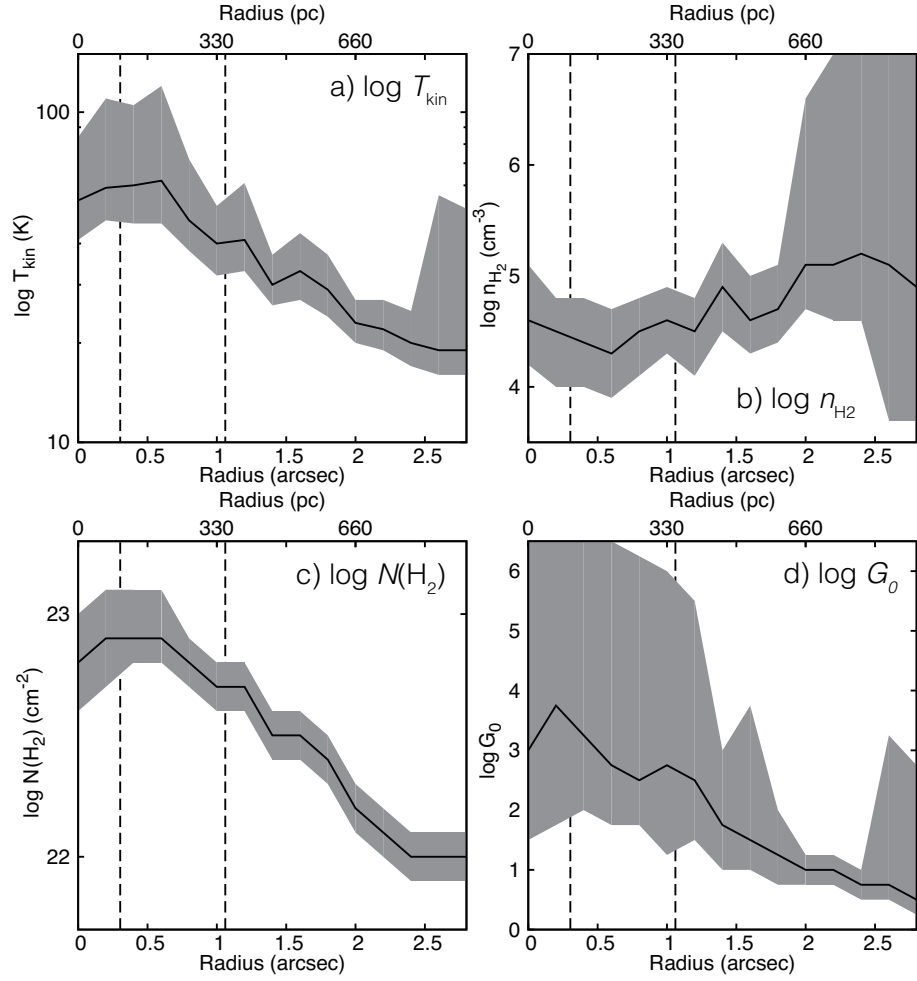 Radius (pc)
0 330 660
a) log T_kin
100
10
log T_kin (K)
0 0.5 1 1.5 2 2.5
Radius (arcsec)
Radius (pc)
0 330 660
7
6
5
4
log n_H2 (cm^-3)
b) log n_H2
0 0.5 1 1.5 2 2.5
Radius (arcsec)
Radius (pc)
0 330 660
c) log N(H_2)
23
22
log N(H_2) (cm^-2)
0 0.5 1 1.5 2 2.5
Radius (arcsec)
Radius (pc)
0 330 660
d) log G_0
6
5
4
3
2
1
0
log G_0
0 0.5 1 1.5 2 2.5
Radius (arcsec)